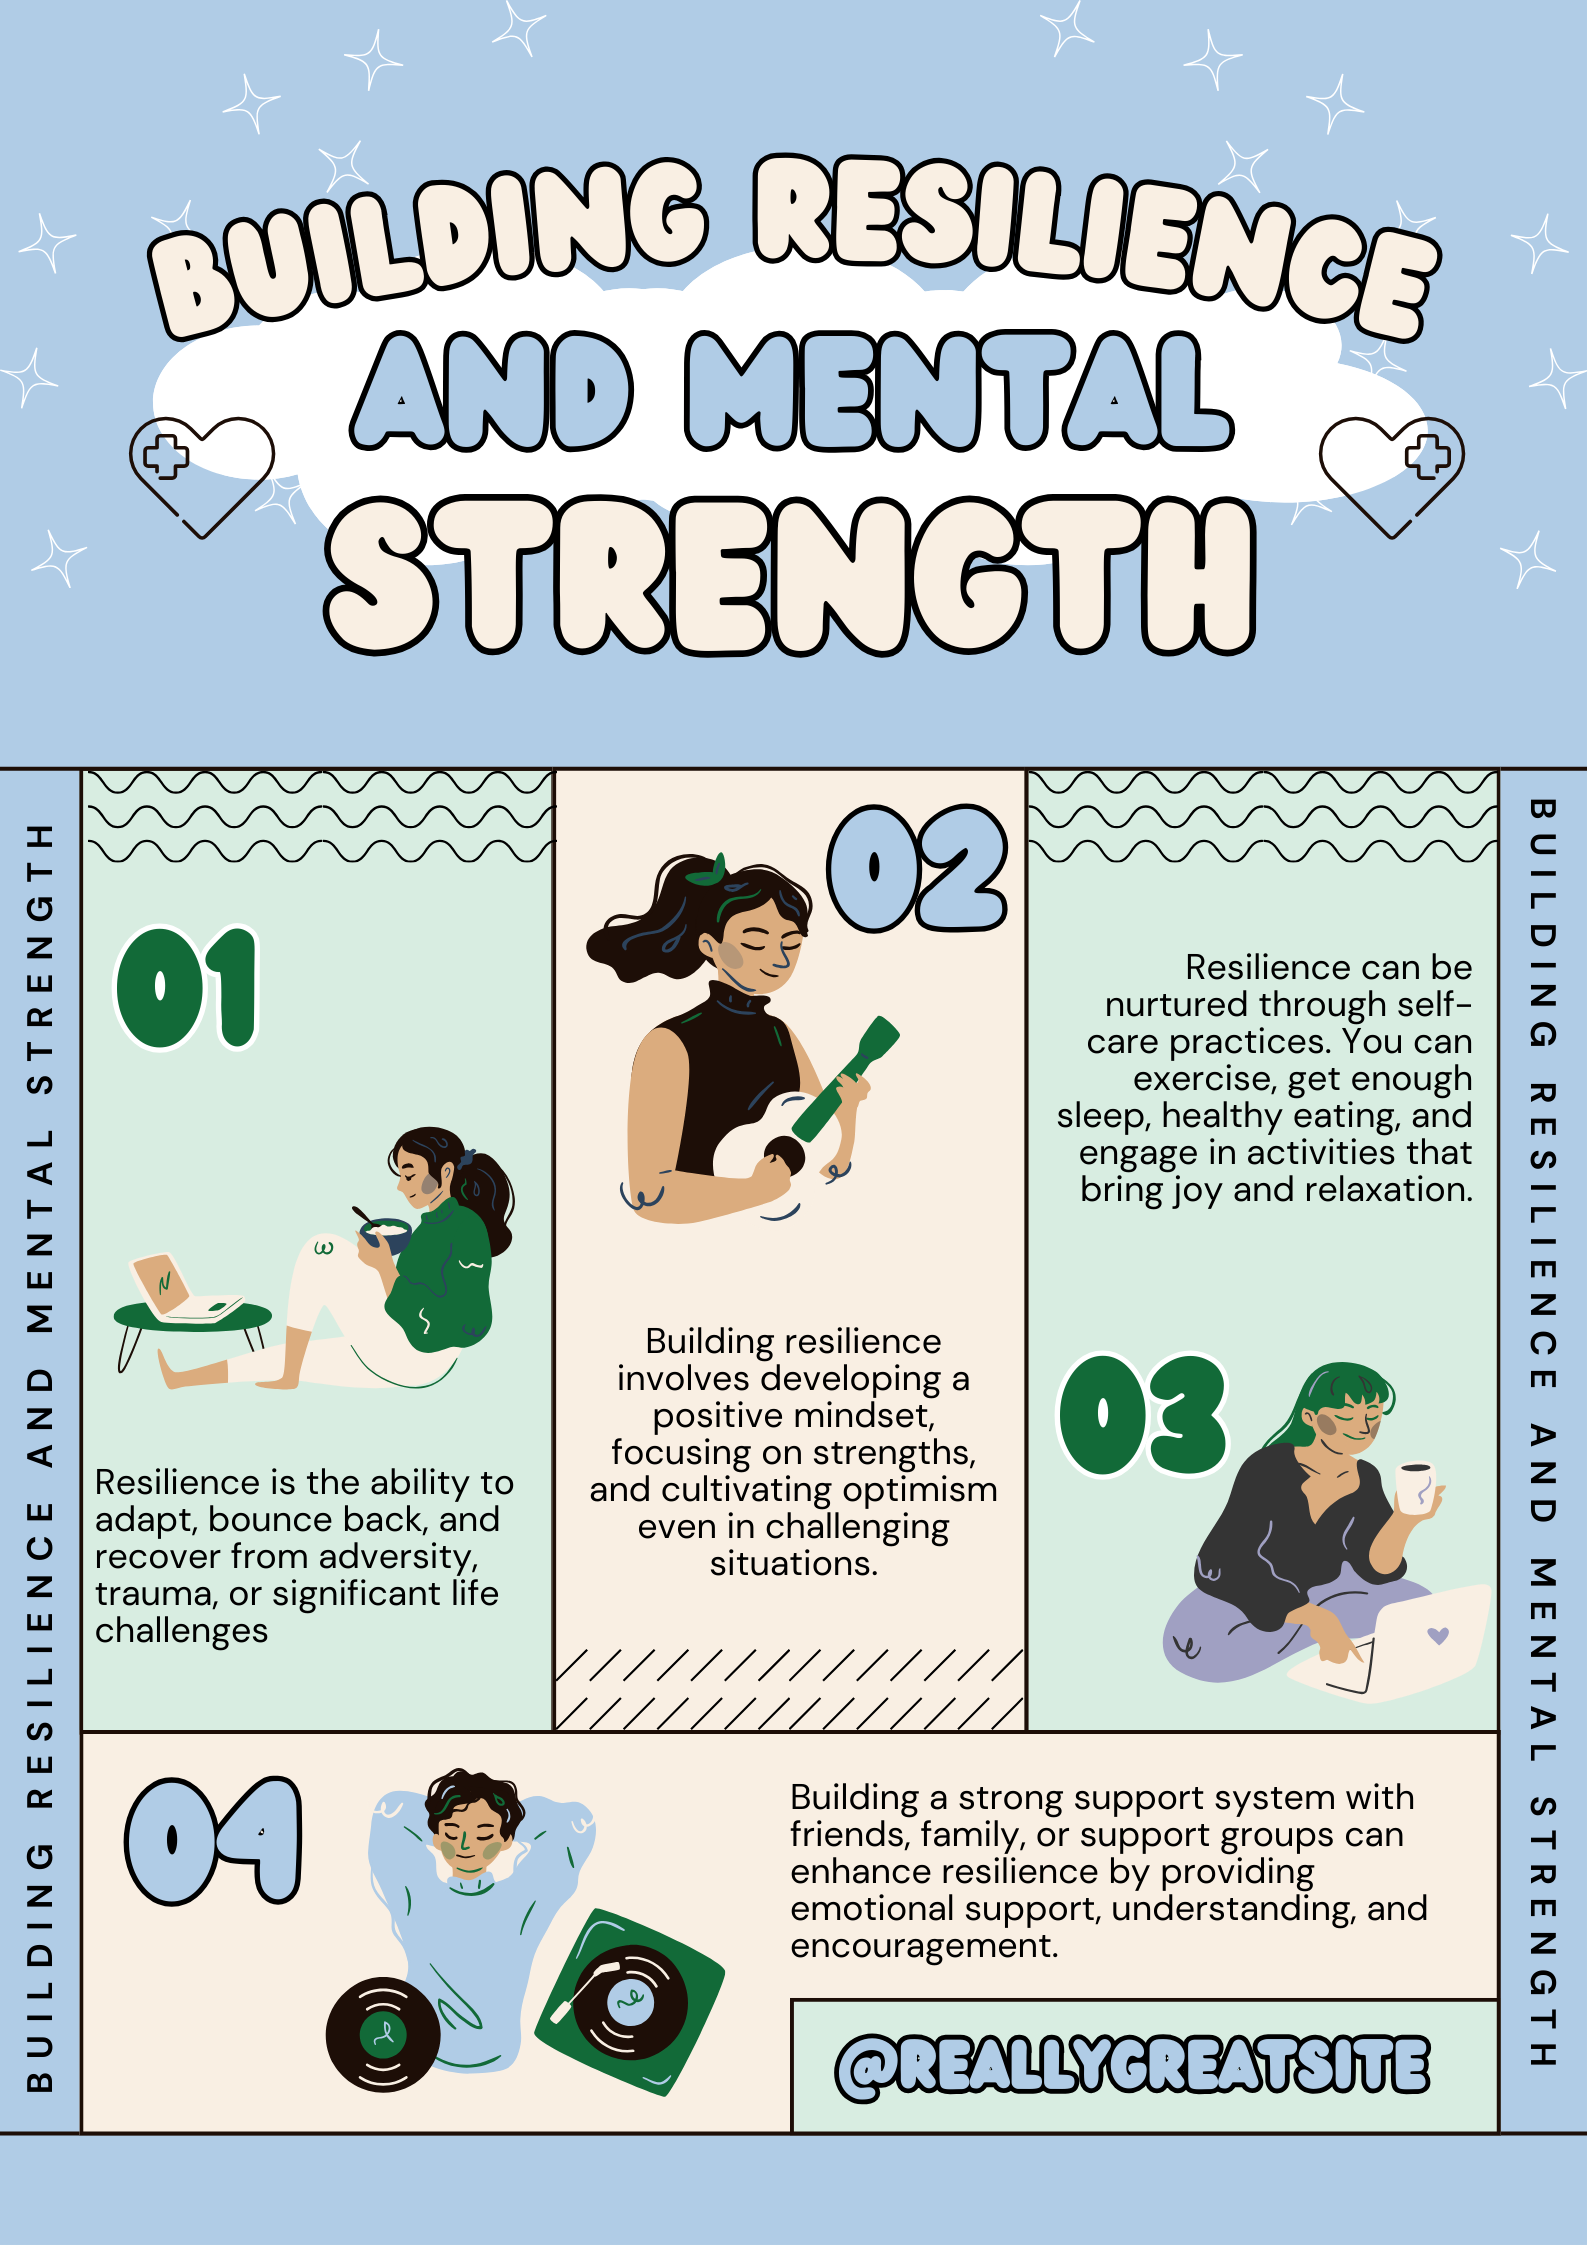 BUILDING RESILIENCE
AND MENTAL
STRENGTH
BUILDING RESILIENCE AND MENTAL STRENGTH
01
Resilience is the ability to
adapt, bounce back, and
recover from adversity,
trauma, or significant life
challenges
02
Building resilience
involves developing a
positive mindset,
focusing on strengths,
and cultivating optimism
even in challenging
situations.
Resilience can be
nurtured through self-
care practices. You can
exercise, get enough
sleep, healthy eating, and
engage in activities that
bring joy and relaxation.
03
BUILDING RESILIENCE AND MENTAL STRENGTH
04
Building a strong support system with
friends, family, or support groups can
enhance resilience by providing
emotional support, understanding, and
encouragement.
@REALLYGREATSITE